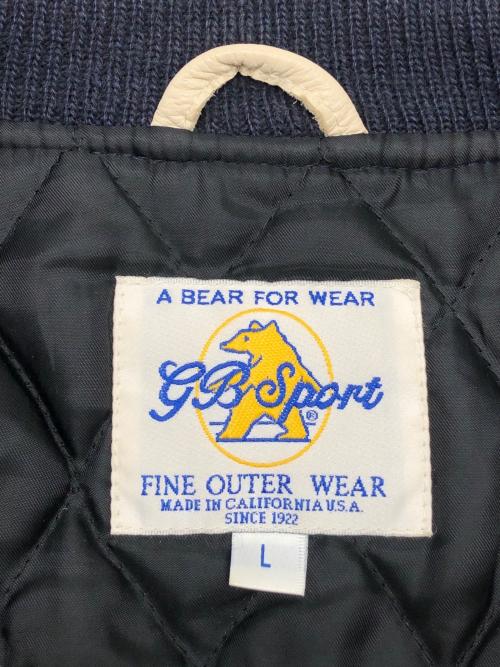 A BEAR FOR WEAR
GB Sport
®
FINE OUTER WEAR
MADE IN CALIFORNIA U.S.A.
SINCE 1922
L